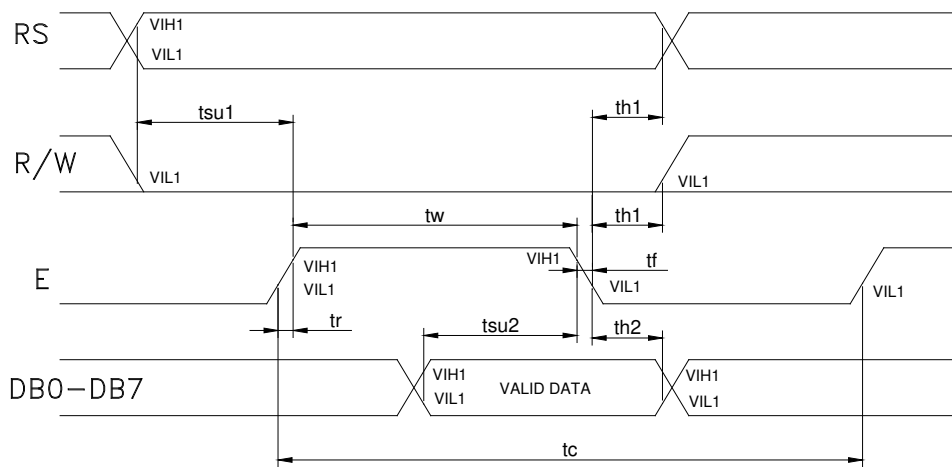 RS
VIH1
VIL1
tsu1
th1
R/W
VIL1
VIL1
tw
th1
E
VIH1
VIL1
VIH1
tf
VIL1
VIL1
tr
tsu2
th2
DB0-DB7
VIH1
VIL1
VALID DATA
VIH1
VIL1
tc